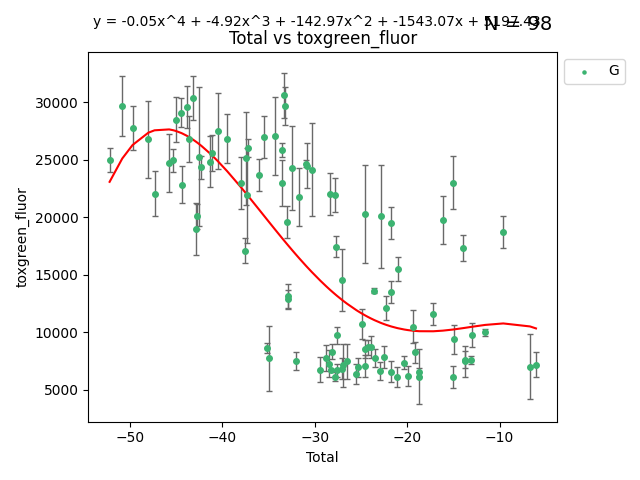 y = -0.05x^4 + -4.92x^3 + -142.97x^2 + -1543.07x + 5197.43
N = 98
Total vs toxgreen_fluor
G
30000
25000
20000
15000
10000
5000
toxgreen_fluor
−50 −40 −30 −20 −10
Total